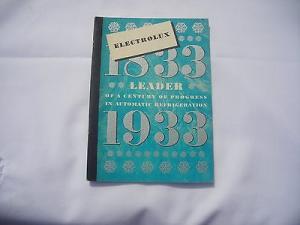 ELECTROLUX
1833
LEADER
OF A CENTURY OF PROGRESS
IN AUTOMATIC REFRIGERATION
1933